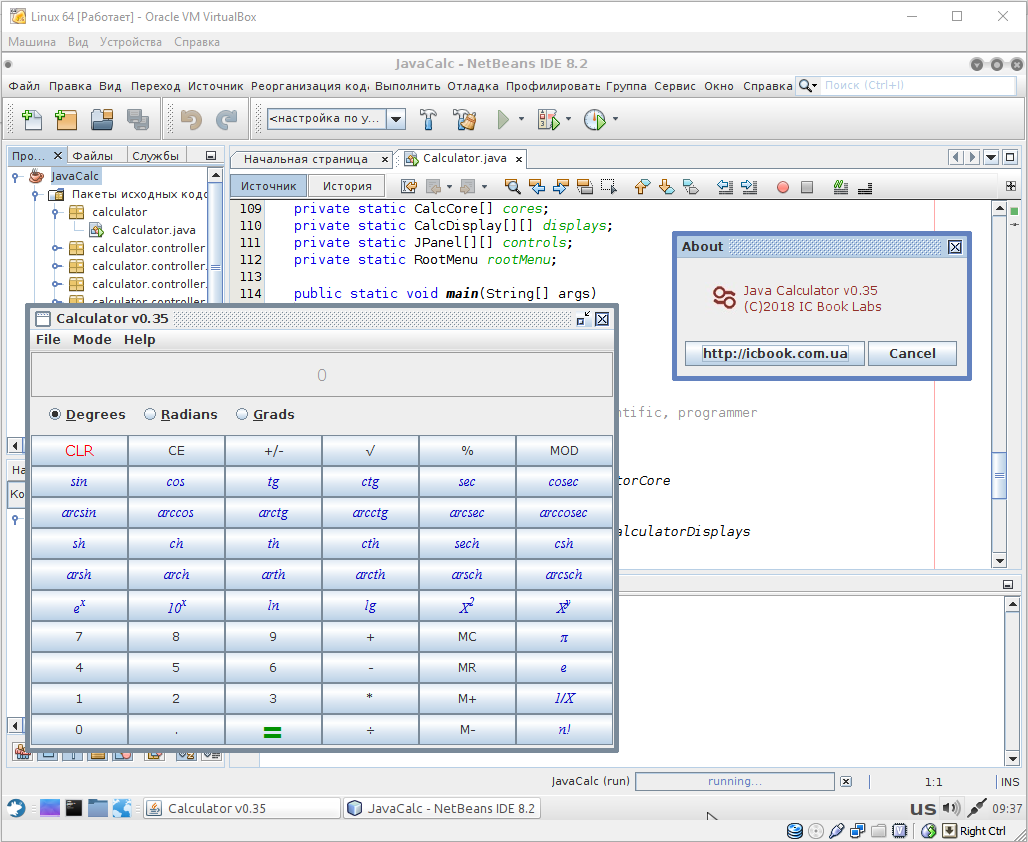 Linux 64 [Работает] - Oracle VM VirtualBox
Машина Вид Устройства Справка
JavaCalc - NetBeans IDE 8.2
Файл Правка Вид Переход Источник Реорганизация кода Выполнить Отладка Профилировать Группа Сервис Окно Справка Поиск (Ctrl+I)
<настройка по у...
Про... Файлы Службы
Начальная страница Calculator.java
JavaCalc
Источник История
Пакеты исходных кодо
calculator
Calculator.java
calculator.controller
calculator.controller.
calculator.controller.
calculator.controller.
109 private static CalcCore[] cores;
110 private static CalcDisplay[][] displays;
111 private static JPanel[][] controls;
112 private static RootMenu rootMenu;
113
114 public static void main(String[] args)
About
Java Calculator v0.35
(C)2018 IC Book Labs
http://icbook.com.ua Cancel
ntific, programmer
torCore
alculatorDisplays
На
Ко
Calculator v0.35
File Mode Help
0
Degrees Radians Grads
CLR CE +/- √ % MOD
sin cos tg ctg sec cosec
arcsin arccos arctg arcctg arcsec arccosec
sh ch th cth sech csh
arsh arch arth arcth arsch arcsch
eˣ 10ˣ ln lg X² Xʸ
7 8 9 + MC π
4 5 6 - MR e
1 2 3 * M+ 1/X
0 . = ÷ M- n!
JavaCalc (run) running... 1:1 INS
Calculator v0.35 JavaCalc - NetBeans IDE 8.2 us 09:37
Right Ctrl